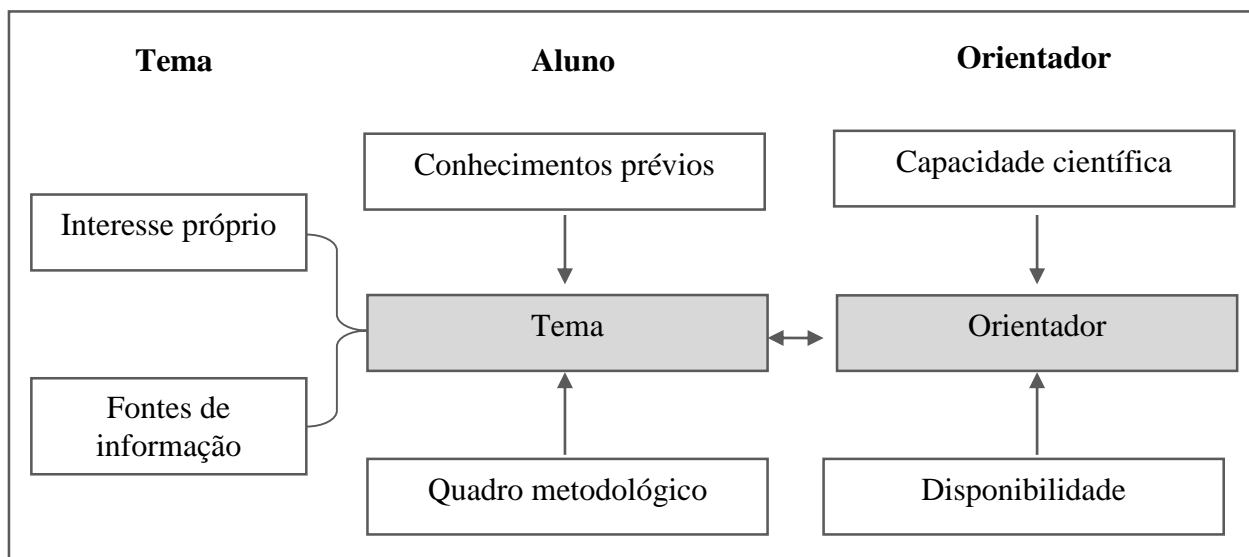 Tema
Aluno
Orientador
Conhecimentos prévios
Capacidade científica
Interesse próprio
Tema
Orientador
Fontes de
informação
Quadro metodológico
Disponibilidade